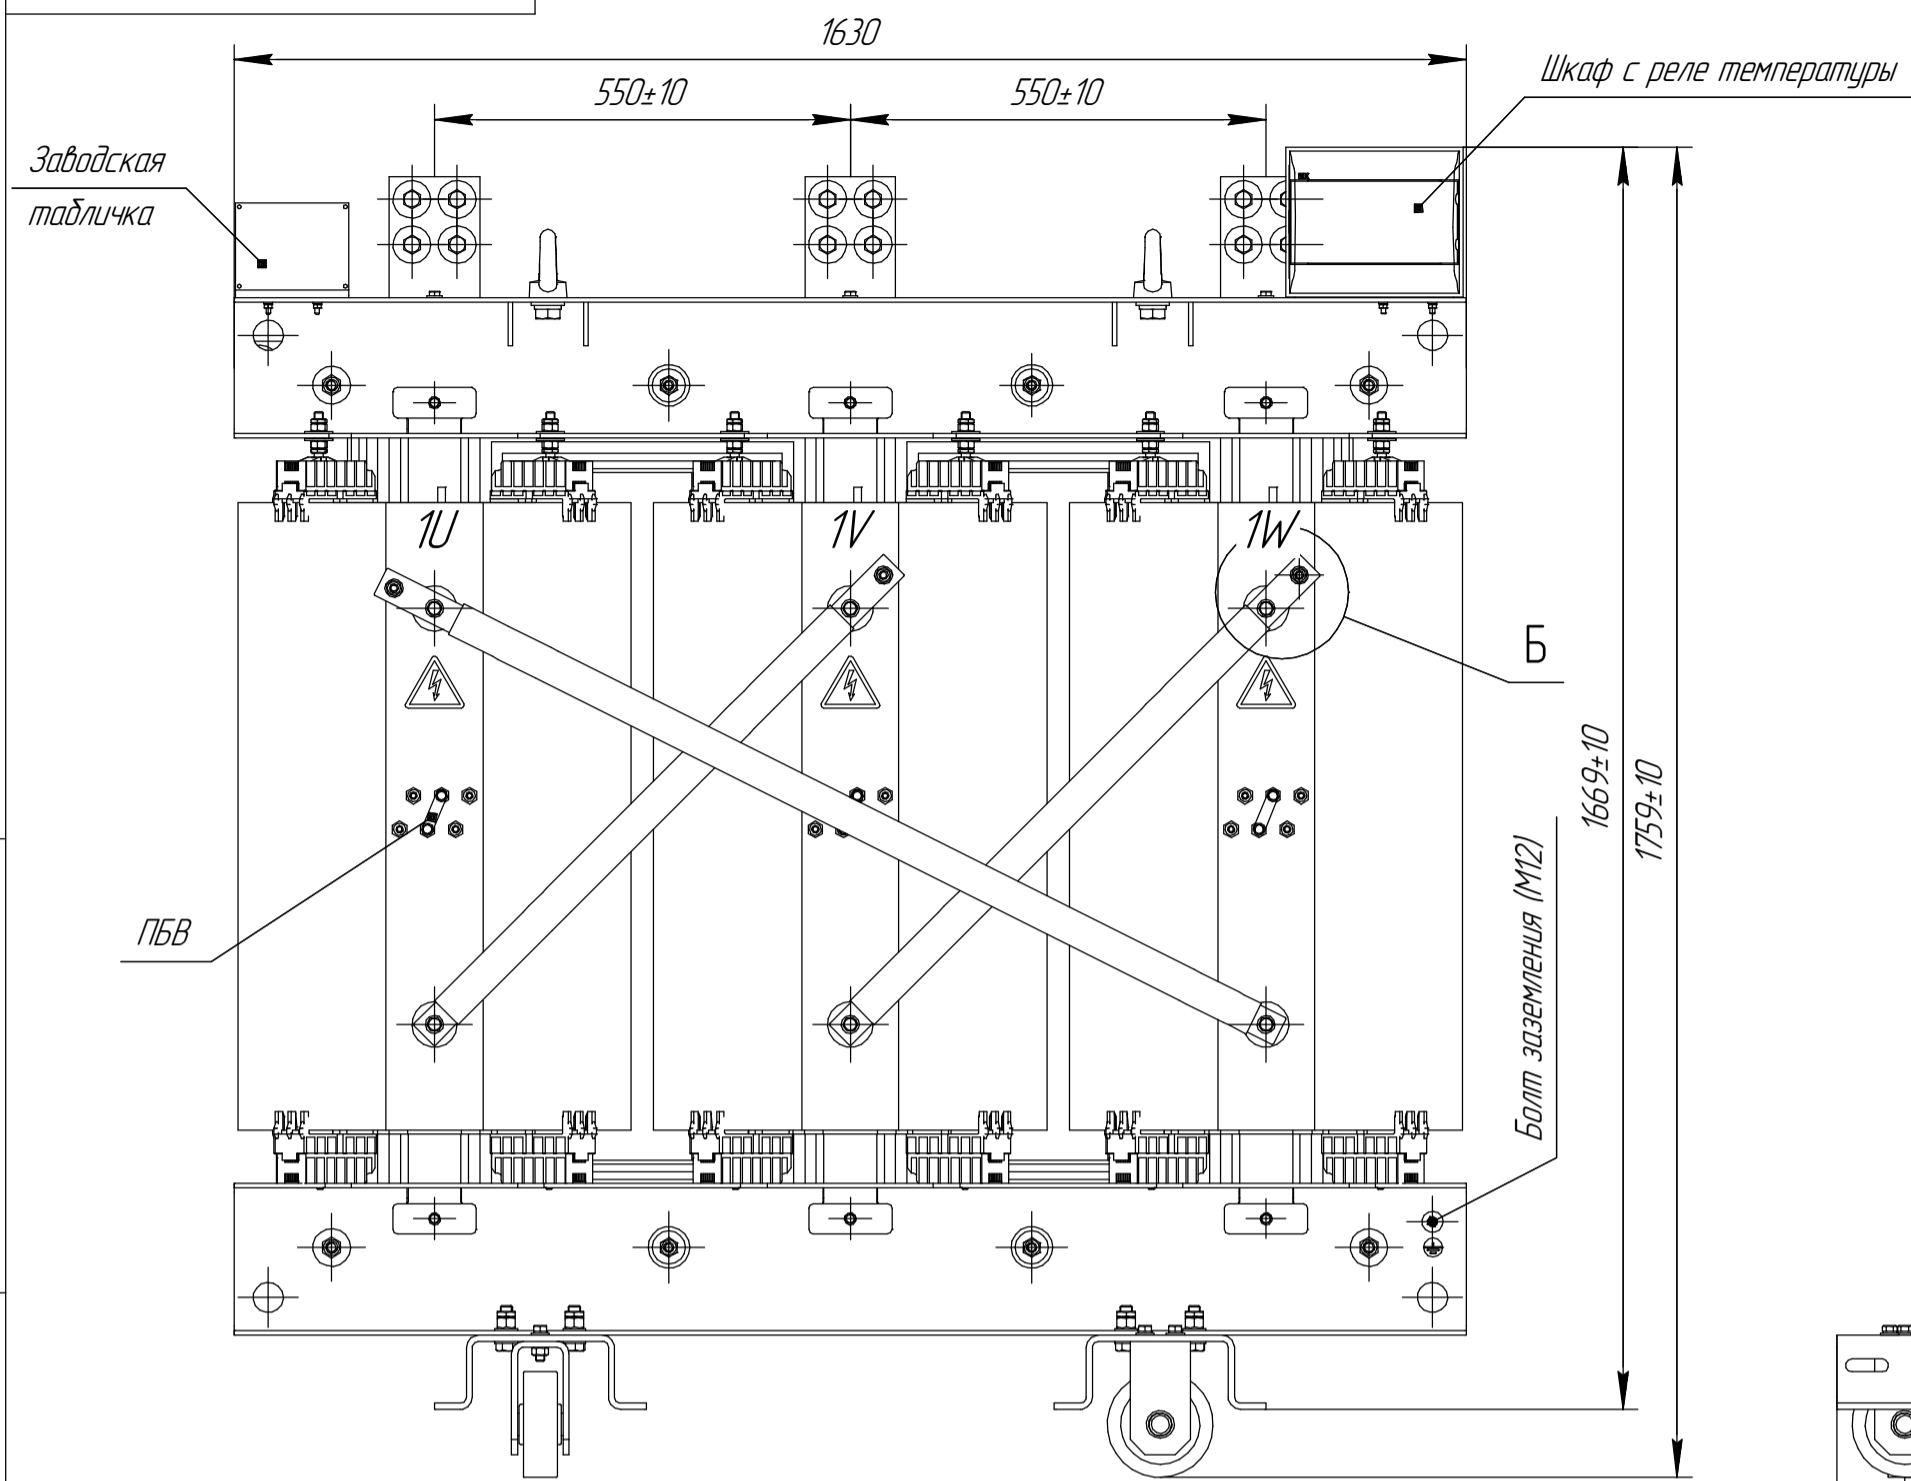 1630
550±10
550±10
Шкаф с реле температуры
Заводская
табличка
1U
1V
1W
Б
1669±10
1759±10
Болт заземления (М12)
ПБВ